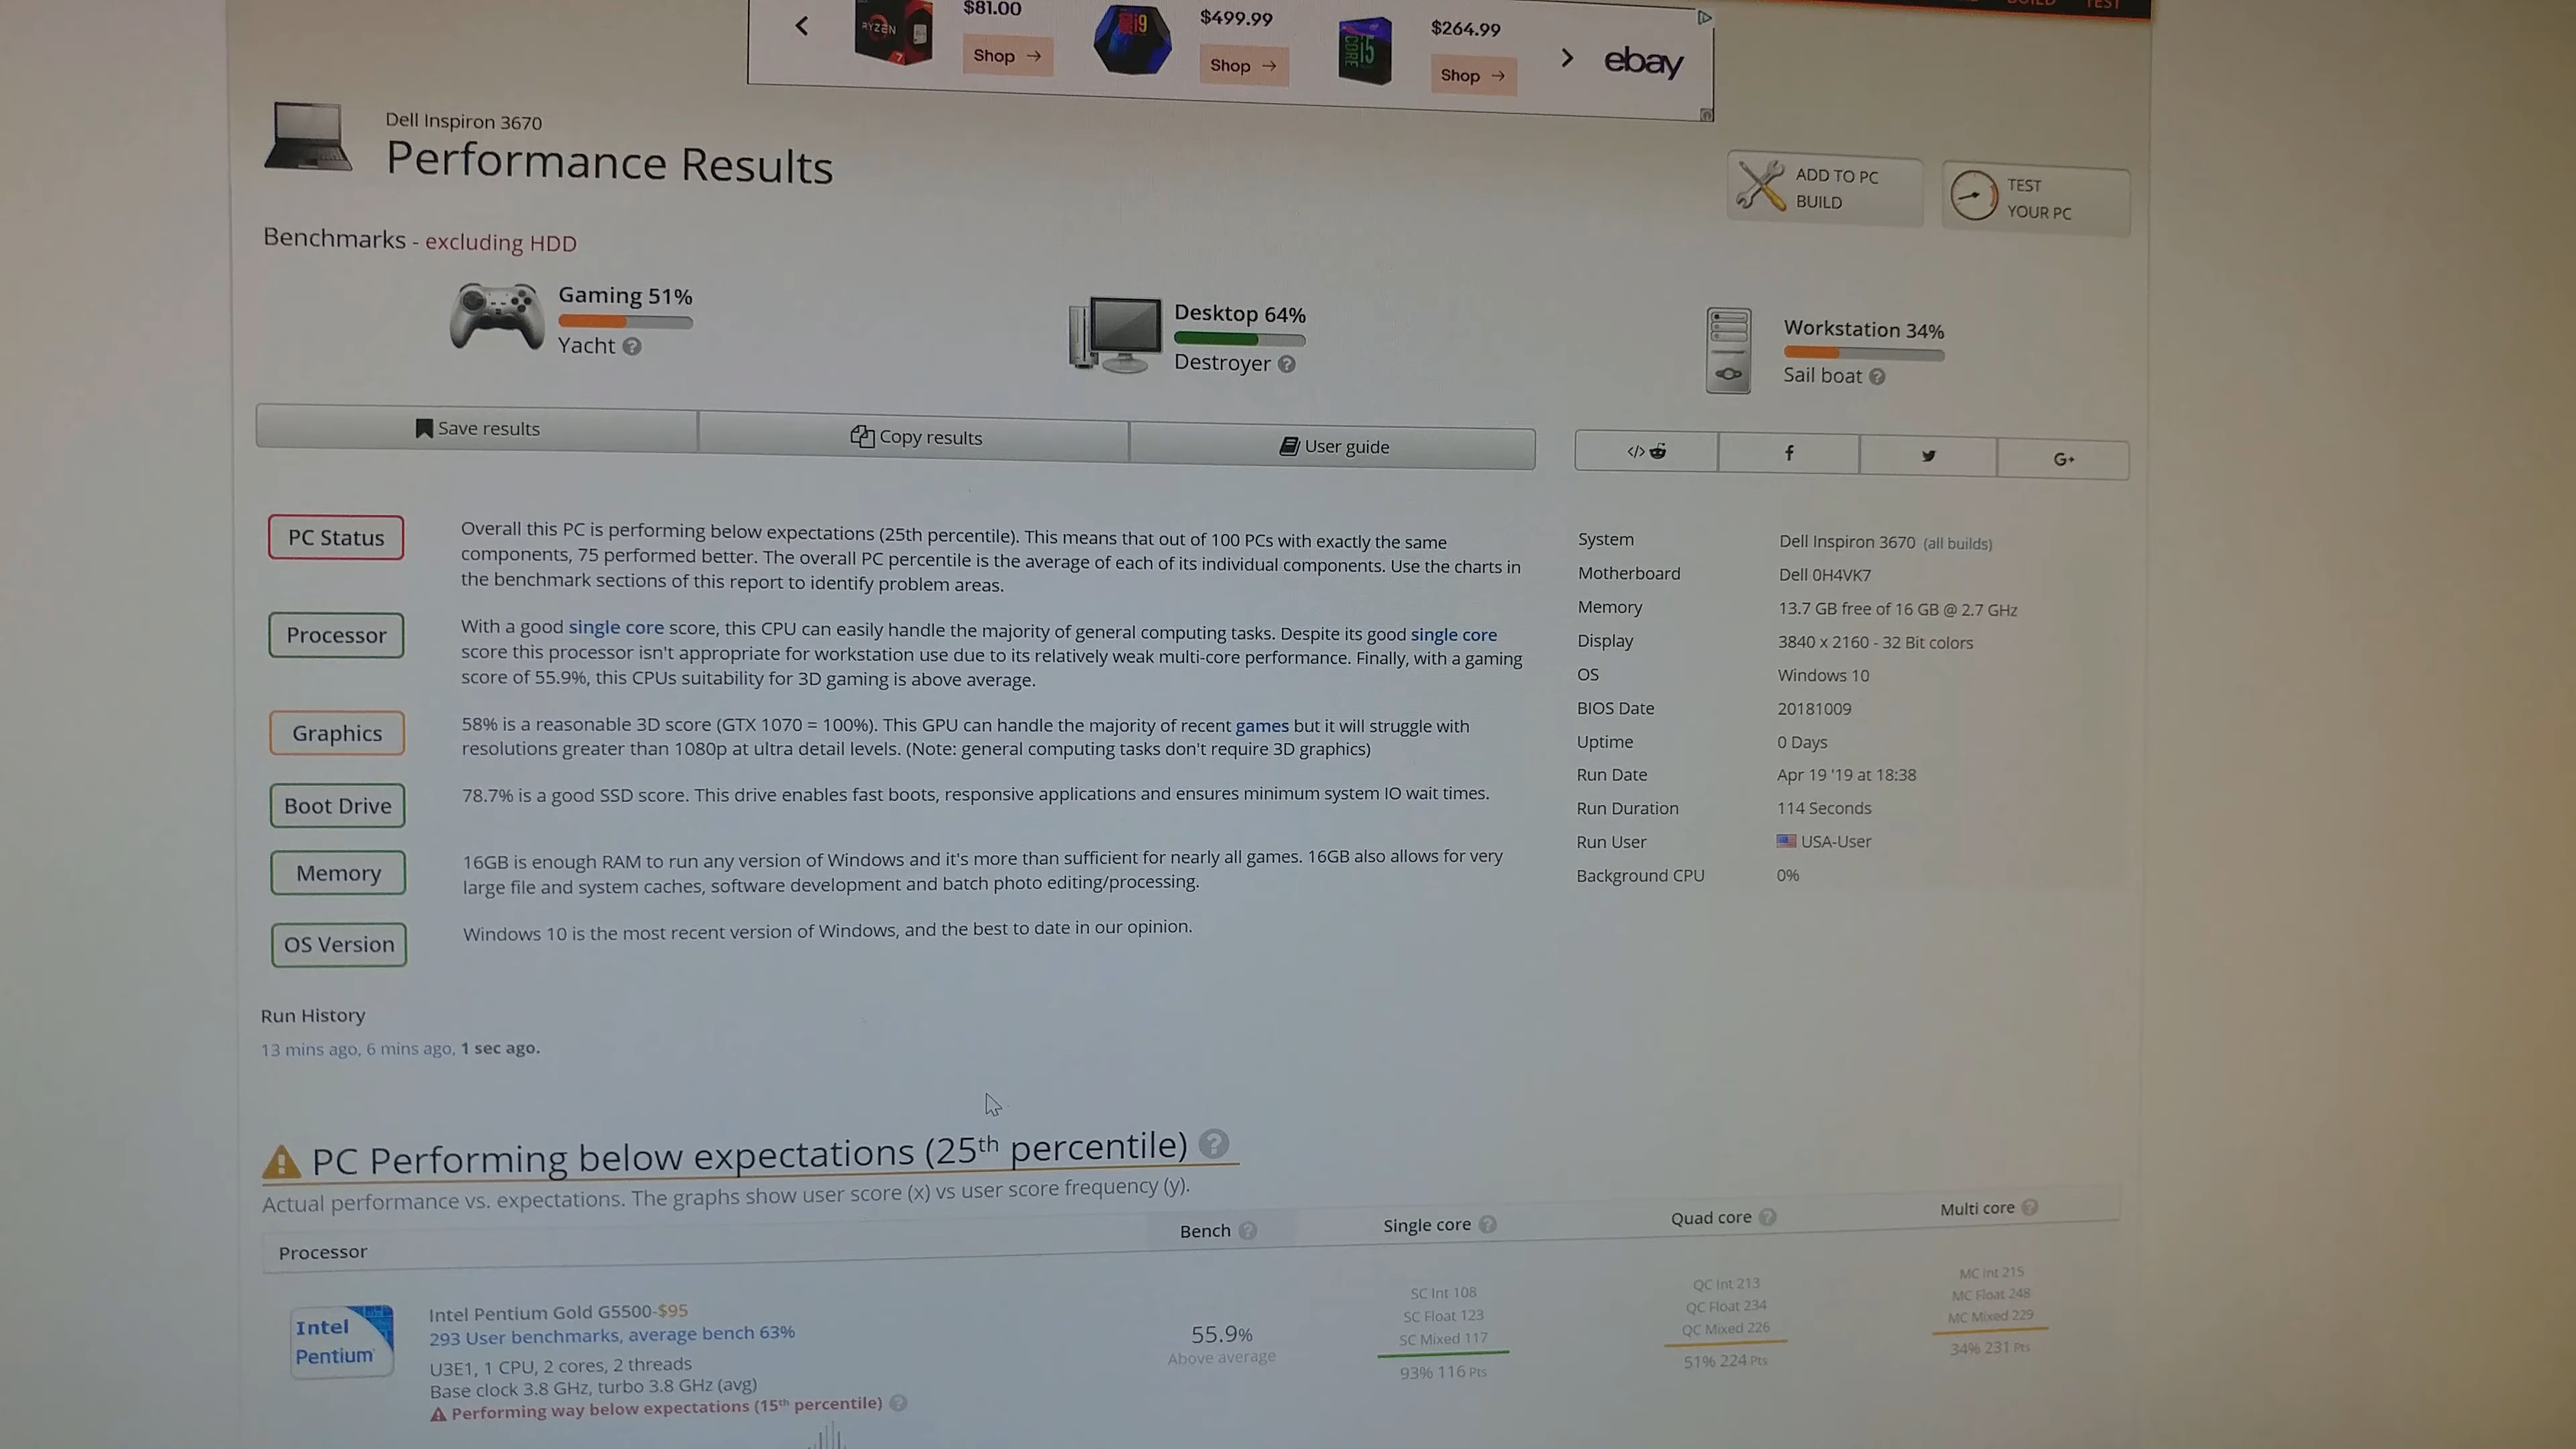 BUILD TEST
$81.00
$499.99
$264.99
RYZEN
7
i9
CORE i5
Shop →
Shop →
Shop →
ebay
Dell Inspiron 3670
Performance Results
ADD TO PC
BUILD
TEST
YOUR PC
Benchmarks - excluding HDD
Gaming 51%
Yacht ?
Desktop 64%
Destroyer ?
Workstation 34%
Sail boat ?
Save results
Copy results
User guide
</>
f
G+
PC Status
Overall this PC is performing below expectations (25th percentile). This means that out of 100 PCs with exactly the same
components, 75 performed better. The overall PC percentile is the average of each of its individual components. Use the charts in
the benchmark sections of this report to identify problem areas.
Processor
With a good single core score, this CPU can easily handle the majority of general computing tasks. Despite its good single core
score this processor isn't appropriate for workstation use due to its relatively weak multi-core performance. Finally, with a gaming
score of 55.9%, this CPUs suitability for 3D gaming is above average.
Graphics
58% is a reasonable 3D score (GTX 1070 = 100%). This GPU can handle the majority of recent games but it will struggle with
resolutions greater than 1080p at ultra detail levels. (Note: general computing tasks don't require 3D graphics)
Boot Drive
78.7% is a good SSD score. This drive enables fast boots, responsive applications and ensures minimum system IO wait times.
Memory
16GB is enough RAM to run any version of Windows and it's more than sufficient for nearly all games. 16GB also allows for very
large file and system caches, software development and batch photo editing/processing.
OS Version
Windows 10 is the most recent version of Windows, and the best to date in our opinion.
System Dell Inspiron 3670 (all builds)
Motherboard Dell 0H4VK7
Memory 13.7 GB free of 16 GB @ 2.7 GHz
Display 3840 x 2160 - 32 Bit colors
OS Windows 10
BIOS Date 20181009
Uptime 0 Days
Run Date Apr 19 '19 at 18:38
Run Duration 114 Seconds
Run User USA-User
Background CPU 0%
Run History
13 mins ago, 6 mins ago, 1 sec ago.
PC Performing below expectations (25th percentile) ?
Actual performance vs. expectations. The graphs show user score (x) vs user score frequency (y).
Processor Bench ? Single core ? Quad core ? Multi core ?
Intel
Pentium
Intel Pentium Gold G5500-$95
293 User benchmarks, average bench 63%
U3E1, 1 CPU, 2 cores, 2 threads
Base clock 3.8 GHz, turbo 3.8 GHz (avg)
Performing way below expectations (15th percentile) ?
55.9%
Above average
SC Int 108
SC Float 123
SC Mixed 117
93% 116 Pts
QC Int 213
QC Float 234
QC Mixed 226
51% 224 Pts
MC Int 215
MC Float 248
MC Mixed 229
34% 231 Pts